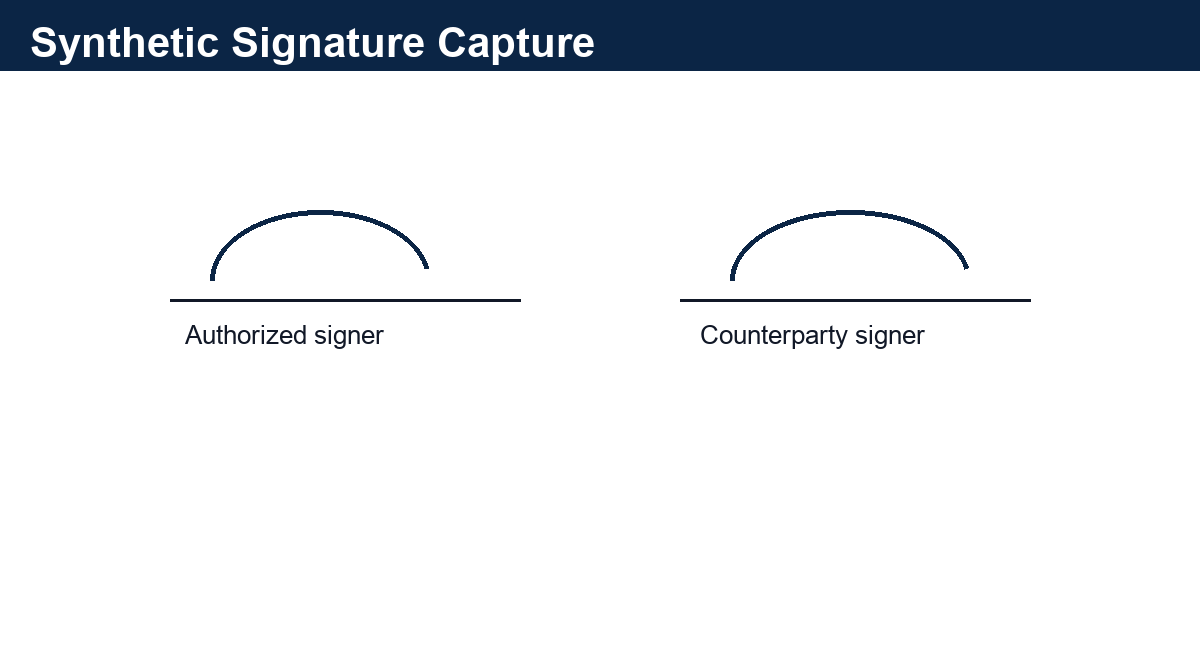 Synthetic Signature Capture
Authorized signer
Counterparty signer